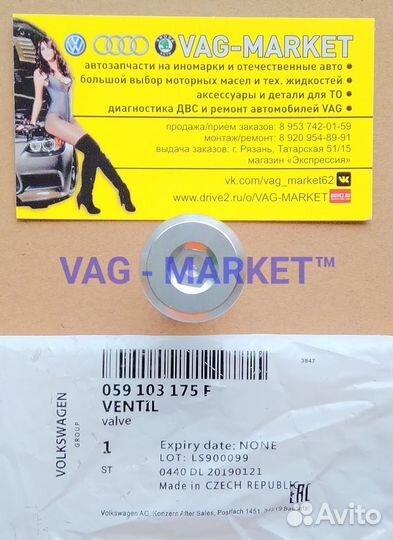 VAG-MARKET
автозапчасти на иномарки и отечественные авто
большой выбор моторных масел и тех. жидкостей
аксессуары и детали для ТО
диагностика ДВС и ремонт автомобилей VAG
продажа/прием заказов: 8 953 742-01-59
монтаж/ремонт: 8 920 954-89-91
выдача заказов: г. Рязань, Татарская 51/15
магазин «Экспрессия»
vk.com/vag_market62
www.drive2.ru/o/VAG-MARKET
VAG - MARKET™
3847
VOLKSWAGEN
GROUP
059 103 175 F
VENTIL
valve
1
ST
Expiry date: NONE
LOT: LS900099
0440 DL 20190121
Made in CZECH REPUBLIC
EAC
Volkswagen AG, Konzern After Sales, Postfach 1451,
Avito